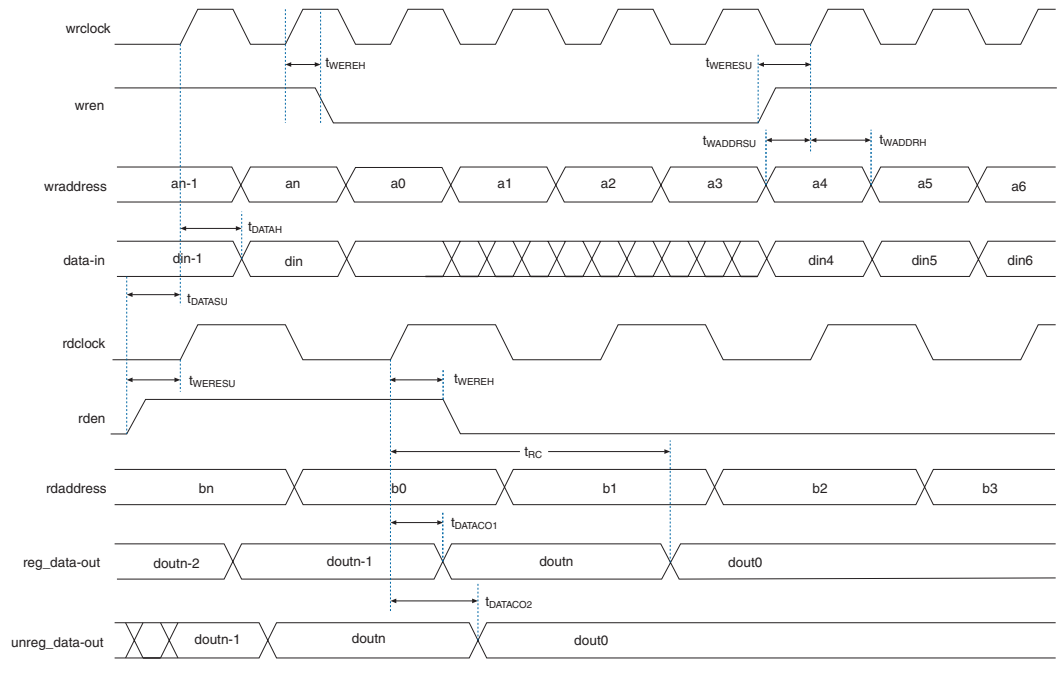 wrclock
tWEREH tWERESU
wren
tWADDRSU tWADDRH
wraddress an-1 an a0 a1 a2 a3 a4 a5 a6
tDATAH
data-in din-1 din din4 din5 din6
tDATASU
rdclock
tWERESU tWEREH
rden
tRC
rdaddress bn b0 b1 b2 b3
tDATACO1
reg_data-out doutn-2 doutn-1 doutn dout0
tDATACO2
unreg_data-out doutn-1 doutn dout0